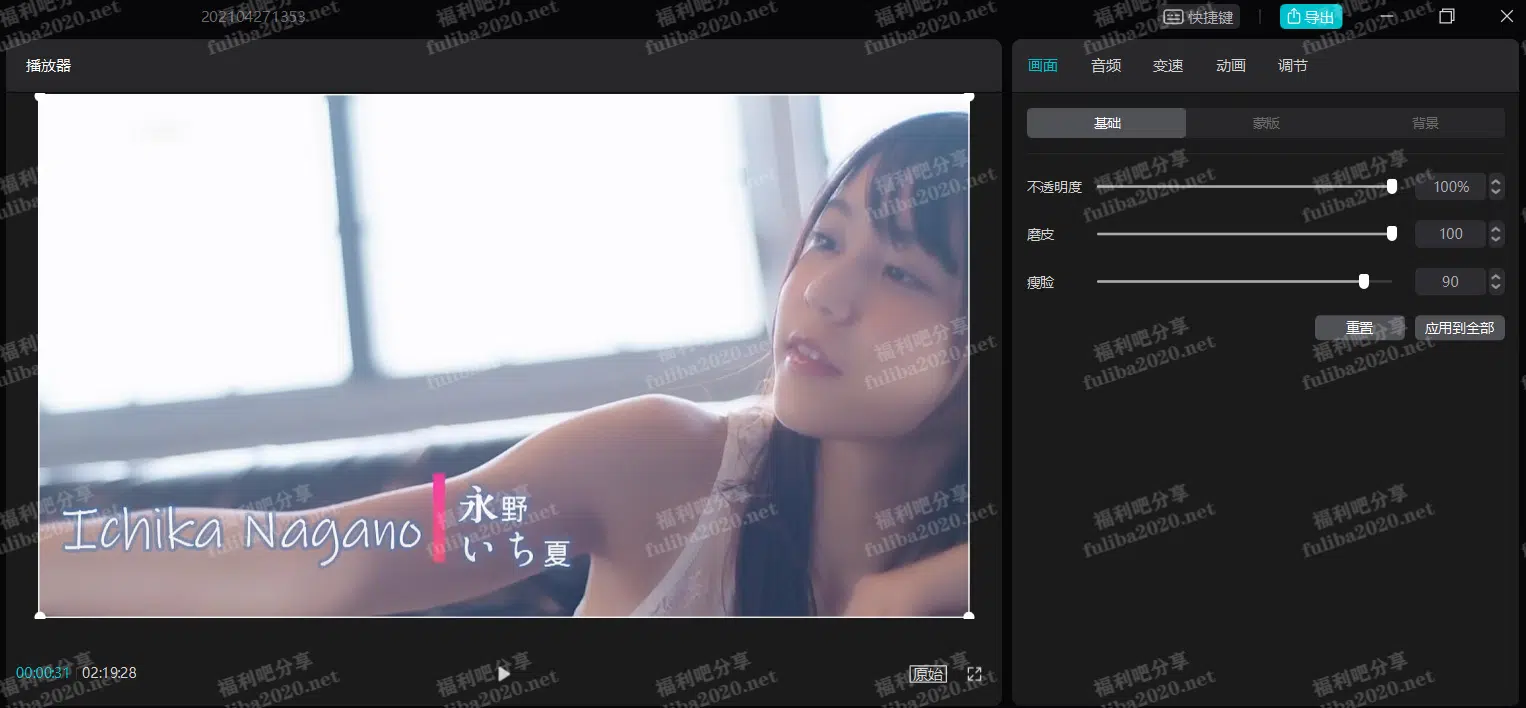 202104271353
快捷键
导出
播放器
画面 音频 变速 动画 调节
基础 蒙版 背景
不透明度 100%
磨皮 100
瘦脸 90
重置 应用到全部
Ichika Nagano
永野
いち夏
00:00:31 02:19:28
原始
福利吧分享
fuliba2020.net